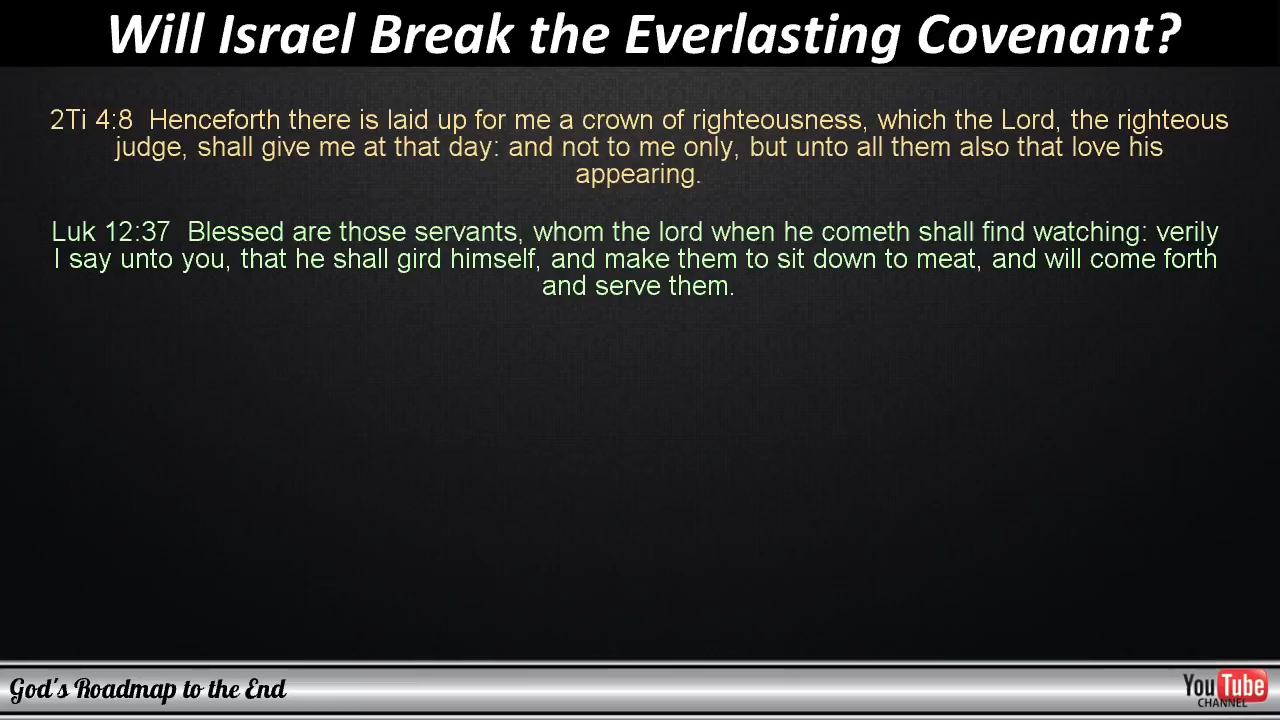 Will Israel Break the Everlasting Covenant?
2Ti 4:8  Henceforth there is laid up for me a crown of righteousness, which the Lord, the righteous
judge, shall give me at that day: and not to me only, but unto all them also that love his
appearing.
Luk 12:37  Blessed are those servants, whom the lord when he cometh shall find watching: verily
I say unto you, that he shall gird himself, and make them to sit down to meat, and will come forth
and serve them.
God's Roadmap to the End
YouTube
CHANNEL